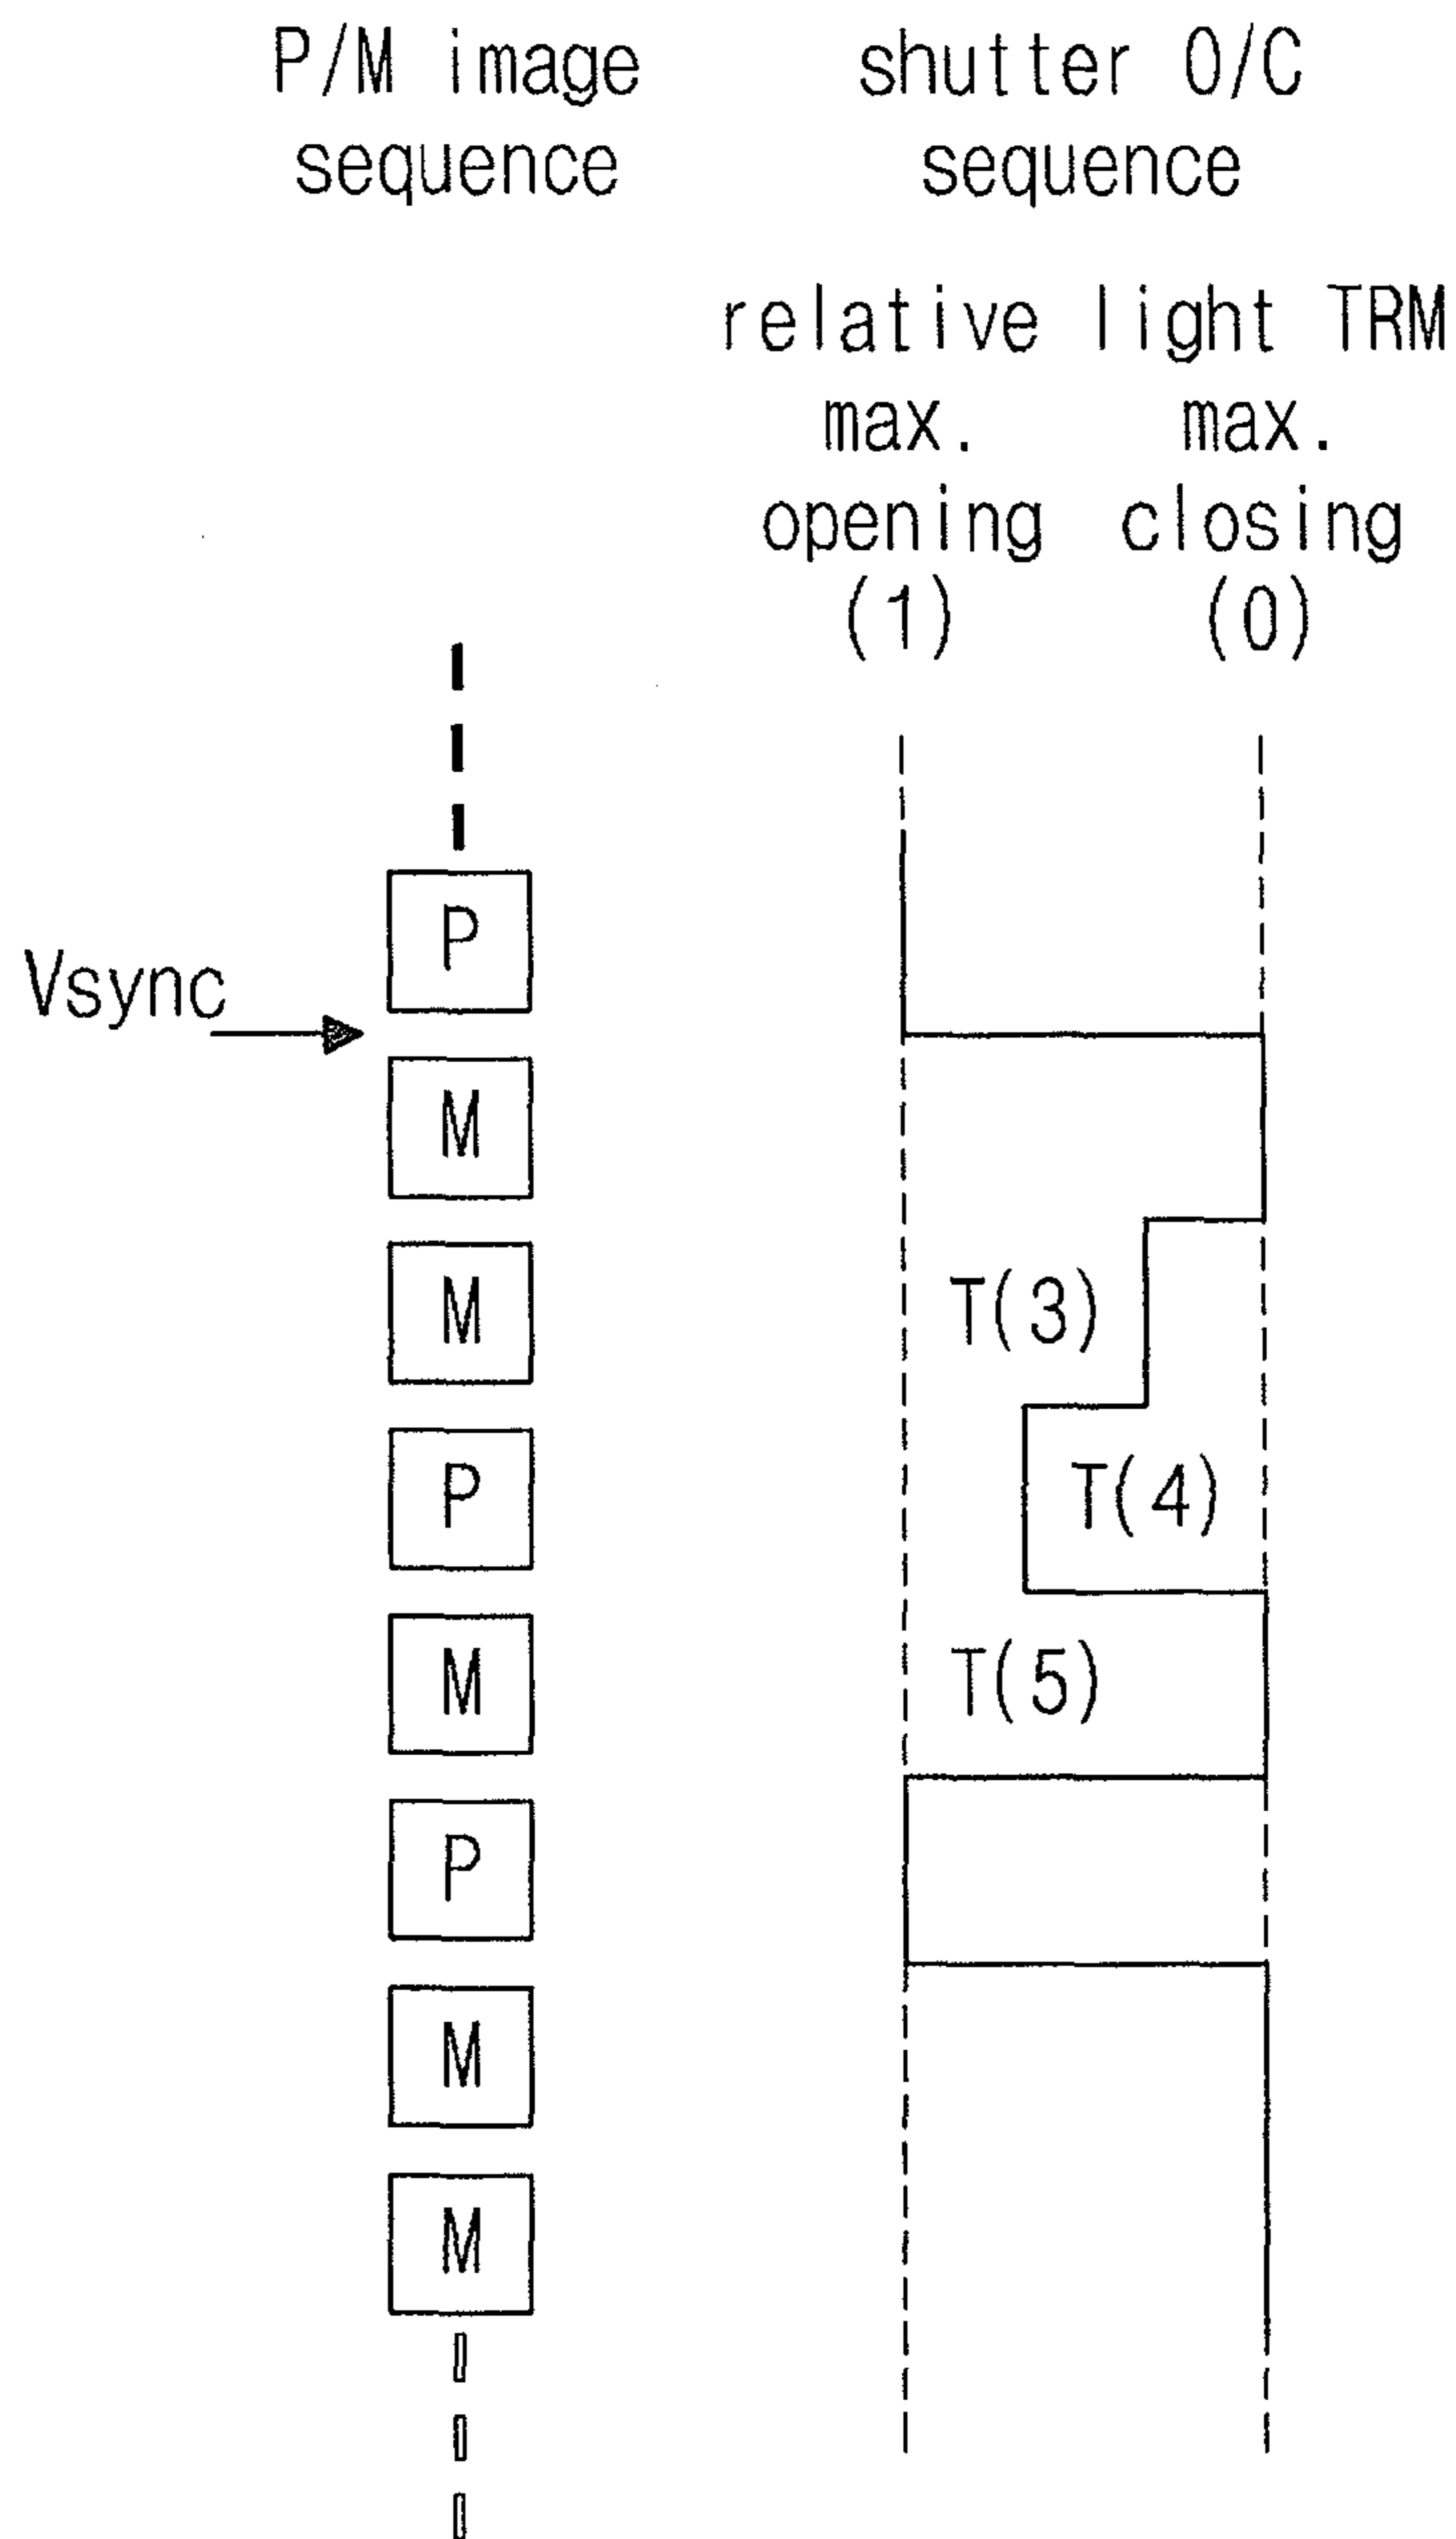 P/M image
sequence
shutter O/C
sequence
relative light TRM
max. max.
opening closing
(1) (0)
P
Vsync
M
M
T(3)
P
T(4)
M
T(5)
P
M
M